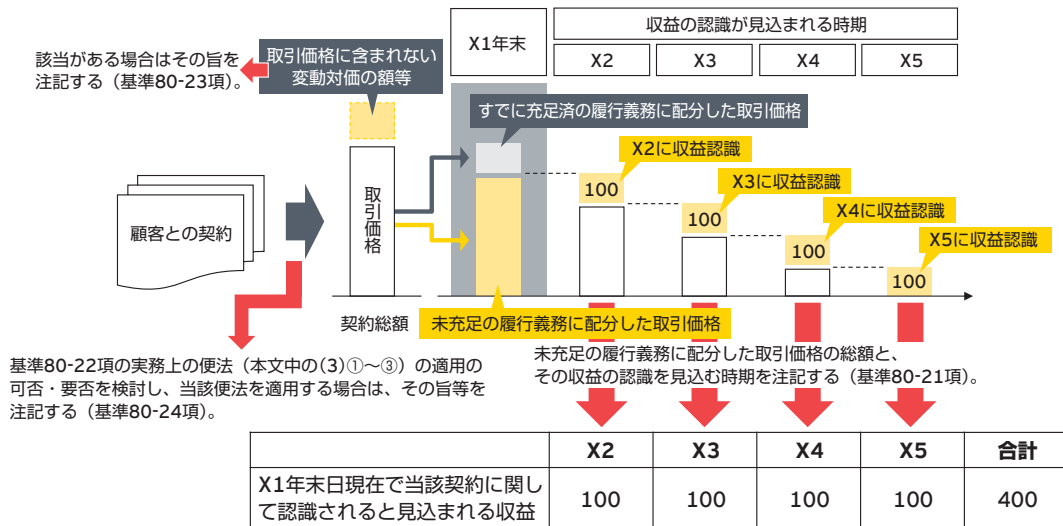 収益の認識が見込まれる時期
X1年末
X2
X3
X4
X5
該当がある場合はその旨を
注記する（基準80-23項）。
取引価格に含まれない
変動対価の額等
すでに充足済の履行義務に配分した取引価格
X2に収益認識
100
X3に収益認識
100
X4に収益認識
100
X5に収益認識
100
顧客との契約
取引価格
契約総額
未充足の履行義務に配分した取引価格
基準80-22項の実務上の便法（本文中の(3)①～③）の適用の
可否・要否を検討し、当該便法を適用する場合は、その旨等を
注記する（基準80-24項）。
未充足の履行義務に配分した取引価格の総額と、
その収益の認識を見込む時期を注記する（基準80-21項）。
X2 X3 X4 X5 合計
X1年末日現在で当該契約に関し
て認識されると見込まれる収益
100 100 100 100 400